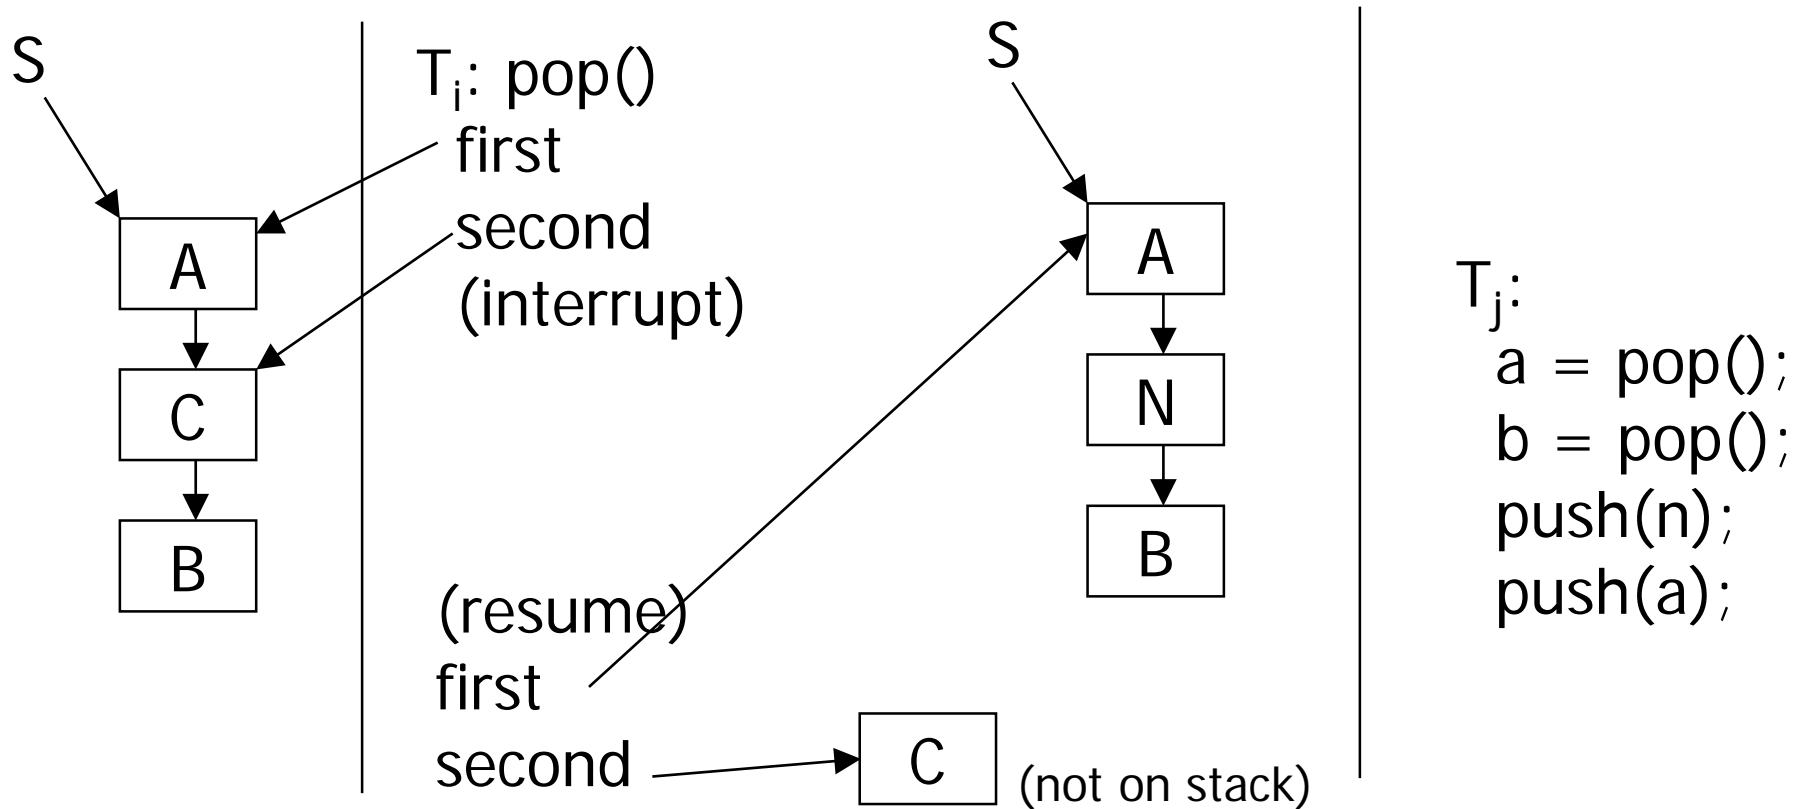 S
A
C
B
Ti: pop()
first
second
(interrupt)
(resume)
first
second
S
A
N
B
C
(not on stack)
Tj:
a = pop();
b = pop();
push(n);
push(a);